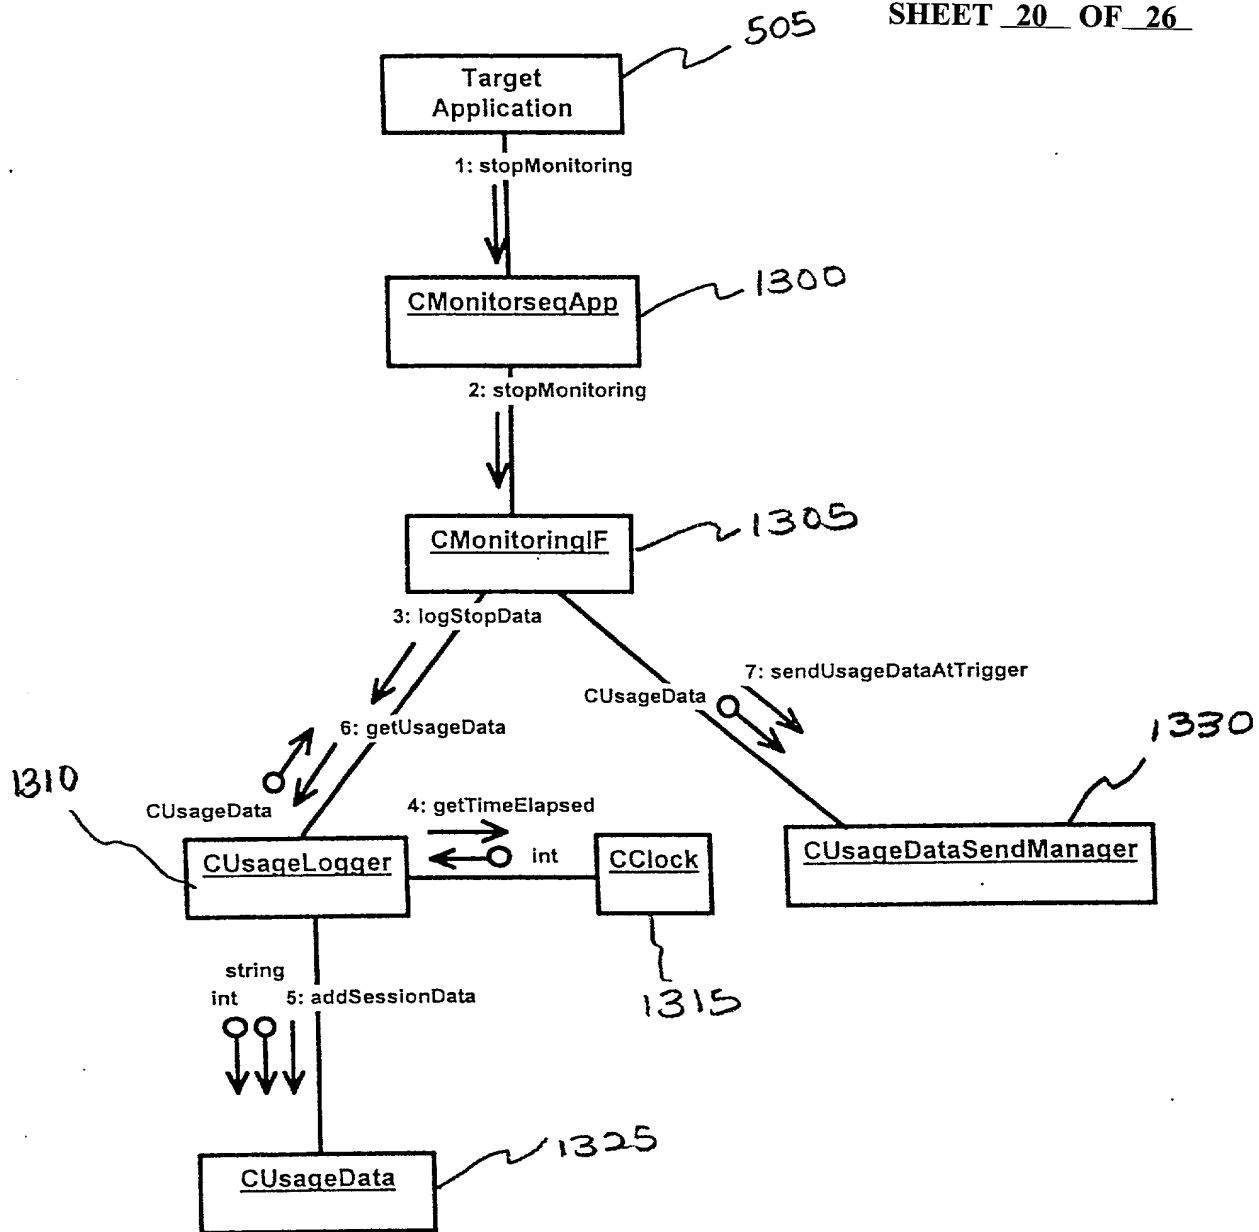 SHEET 20 OF 26
505
Target
Application
1: stopMonitoring
1300
CMonitorseqApp
2: stopMonitoring
1305
CMonitoringIF
3: logStopData
7: sendUsageDataAtTrigger
CUsageData
6: getUsageData
1330
1310
CUsageData
4: getTimeElapsed
int
CUsageLogger
CClock
CUsageDataSendManager
string
int
5: addSessionData
1315
1325
CUsageData